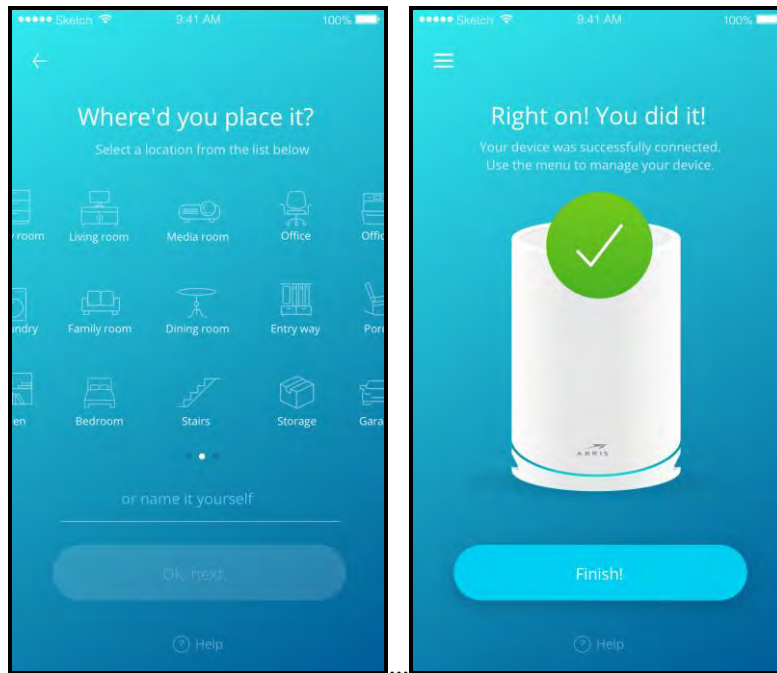 Sketch 9:41 AM 100%
Where'd you place it?
Select a location from the list below
room Living room Media room Office Offic
ndry Family room Dining room Entry way Por
en Bedroom Stairs Storage Gara
or name it yourself
Ok, next
? Help
Sketch 9:41 AM 100%
Right on! You did it!
Your device was successfully connected.
Use the menu to manage your device.
ARRIS
Finish!
? Help